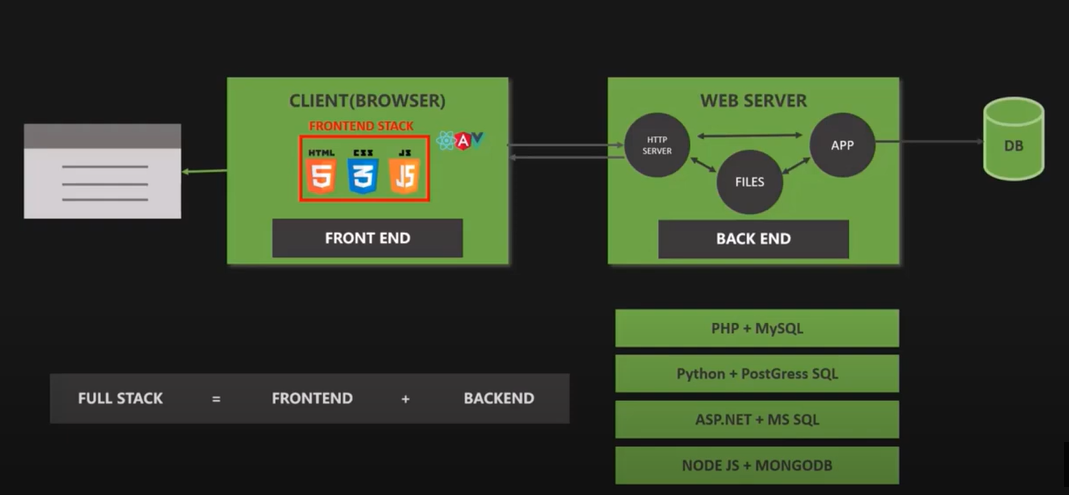 CLIENT(BROWSER)
FRONTEND STACK
HTML CSS JS
5 3 JS
A
FRONT END
WEB SERVER
HTTP
SERVER
APP
FILES
BACK END
DB
PHP + MySQL
Python + PostGress SQL
ASP.NET + MS SQL
NODE JS + MONGODB
FULL STACK = FRONTEND + BACKEND